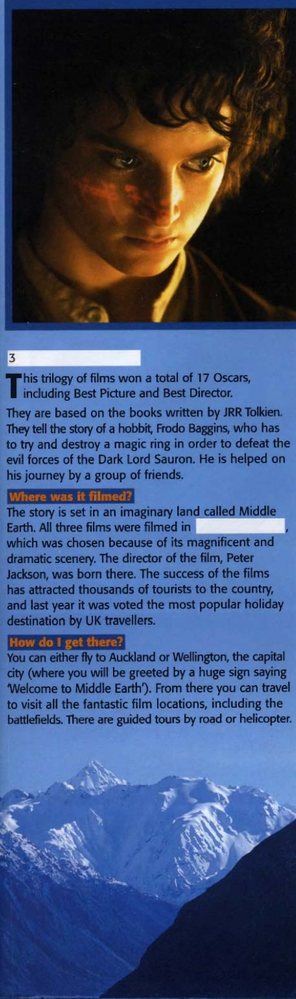 3
This trilogy of films won a total of 17 Oscars,
including Best Picture and Best Director.
They are based on the books written by JRR Tolkien.
They tell the story of a hobbit, Frodo Baggins, who has
to try and destroy a magic ring in order to defeat the
evil forces of the Dark Lord Sauron. He is helped on
his journey by a group of friends.
Where was it filmed?
The story is set in an imaginary land called Middle
Earth. All three films were filmed in ,
which was chosen because of its magnificent and
dramatic scenery. The director of the film, Peter
Jackson, was born there. The success of the films
has attracted thousands of tourists to the country,
and last year it was voted the most popular holiday
destination by UK travellers.
How do I get there?
You can either fly to Auckland or Wellington, the capital
city (where you will be greeted by a huge sign saying
'Welcome to Middle Earth'). From there you can travel
to visit all the fantastic film locations, including the
battlefields. There are guided tours by road or helicopter.